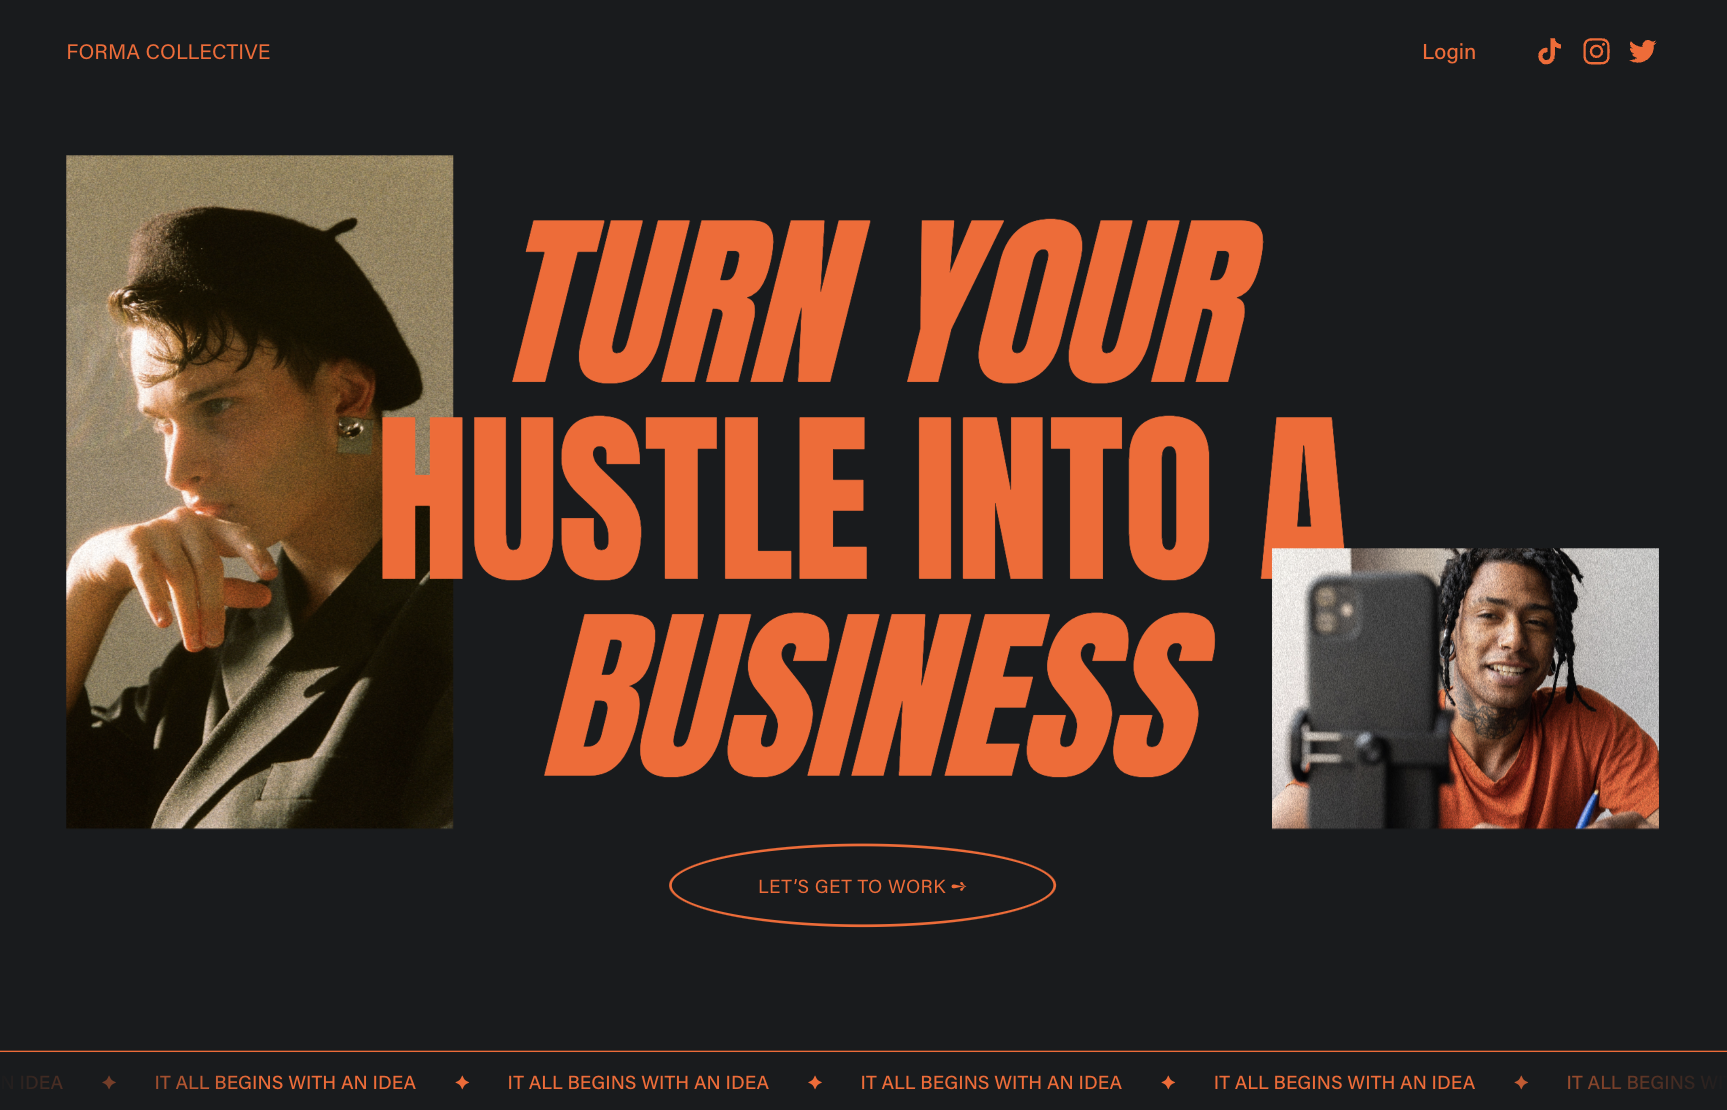 FORMA COLLECTIVE
Login
TURN YOUR
HUSTLE INTO A
BUSINESS
LET'S GET TO WORK ➺
N IDEA ✦ IT ALL BEGINS WITH AN IDEA ✦ IT ALL BEGINS WITH AN IDEA ✦ IT ALL BEGINS WITH AN IDEA ✦ IT ALL BEGINS WITH AN IDEA ✦ IT ALL BEGINS W